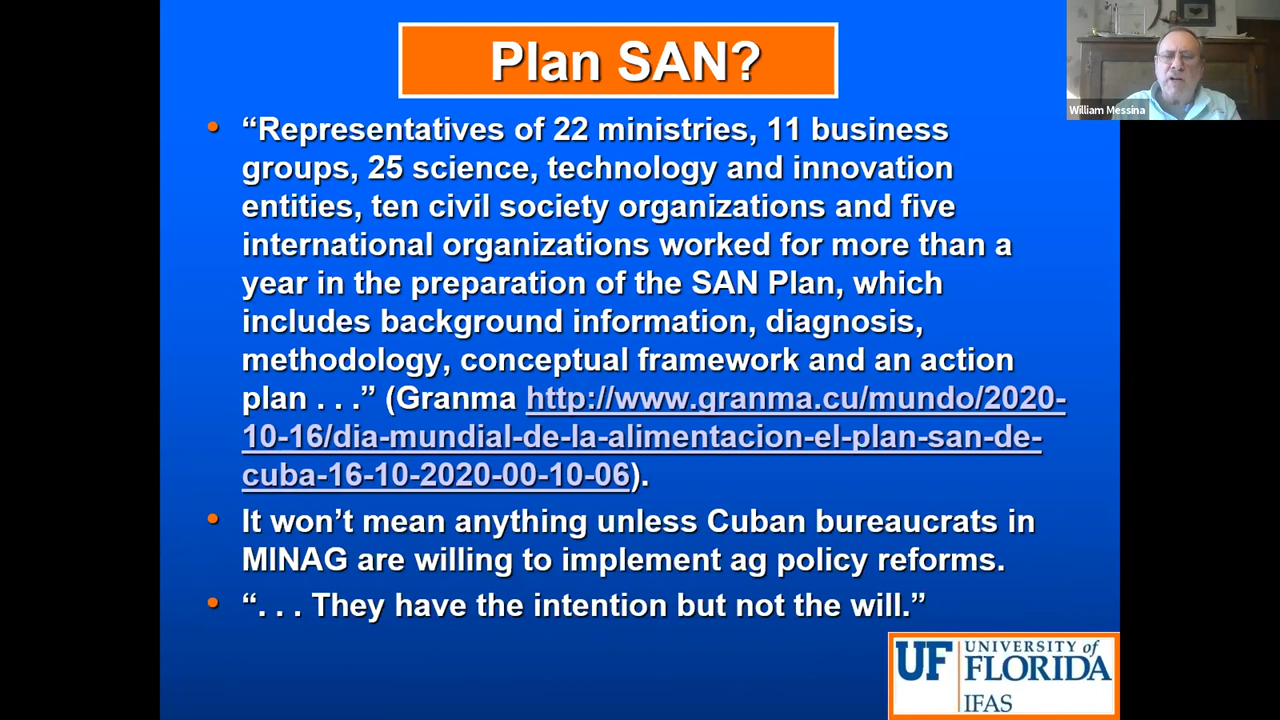 Plan SAN?
• “Representatives of 22 ministries, 11 business
groups, 25 science, technology and innovation
entities, ten civil society organizations and five
international organizations worked for more than a
year in the preparation of the SAN Plan, which
includes background information, diagnosis,
methodology, conceptual framework and an action
plan . . .” (Granma http://www.granma.cu/mundo/2020-
10-16/dia-mundial-de-la-alimentacion-el-plan-san-de-
cuba-16-10-2020-00-10-06).
• It won’t mean anything unless Cuban bureaucrats in
MINAG are willing to implement ag policy reforms.
• “. . . They have the intention but not the will.”
William Messina
UF UNIVERSITY of
FLORIDA
IFAS